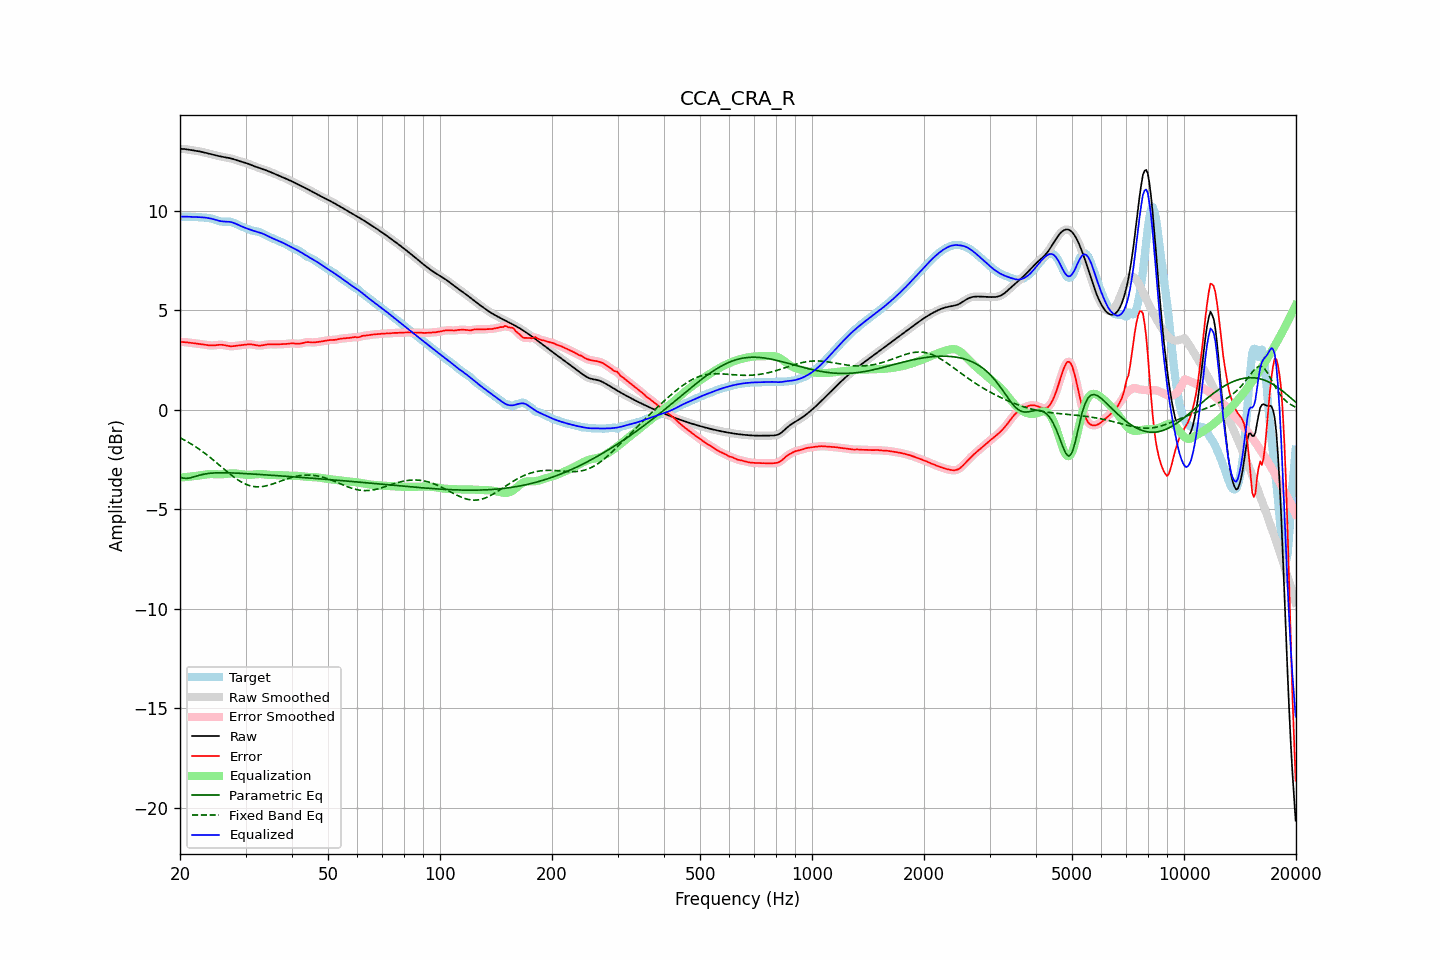 CCA_CRA_R
Amplitude (dBr)
10
5
0
−5
−10
−15
−20
Target
Raw Smoothed
Error Smoothed
Raw
Error
Equalization
Parametric Eq
Fixed Band Eq
Equalized
20 50 100 200 500 1000 2000 5000 10000 20000
Frequency (Hz)